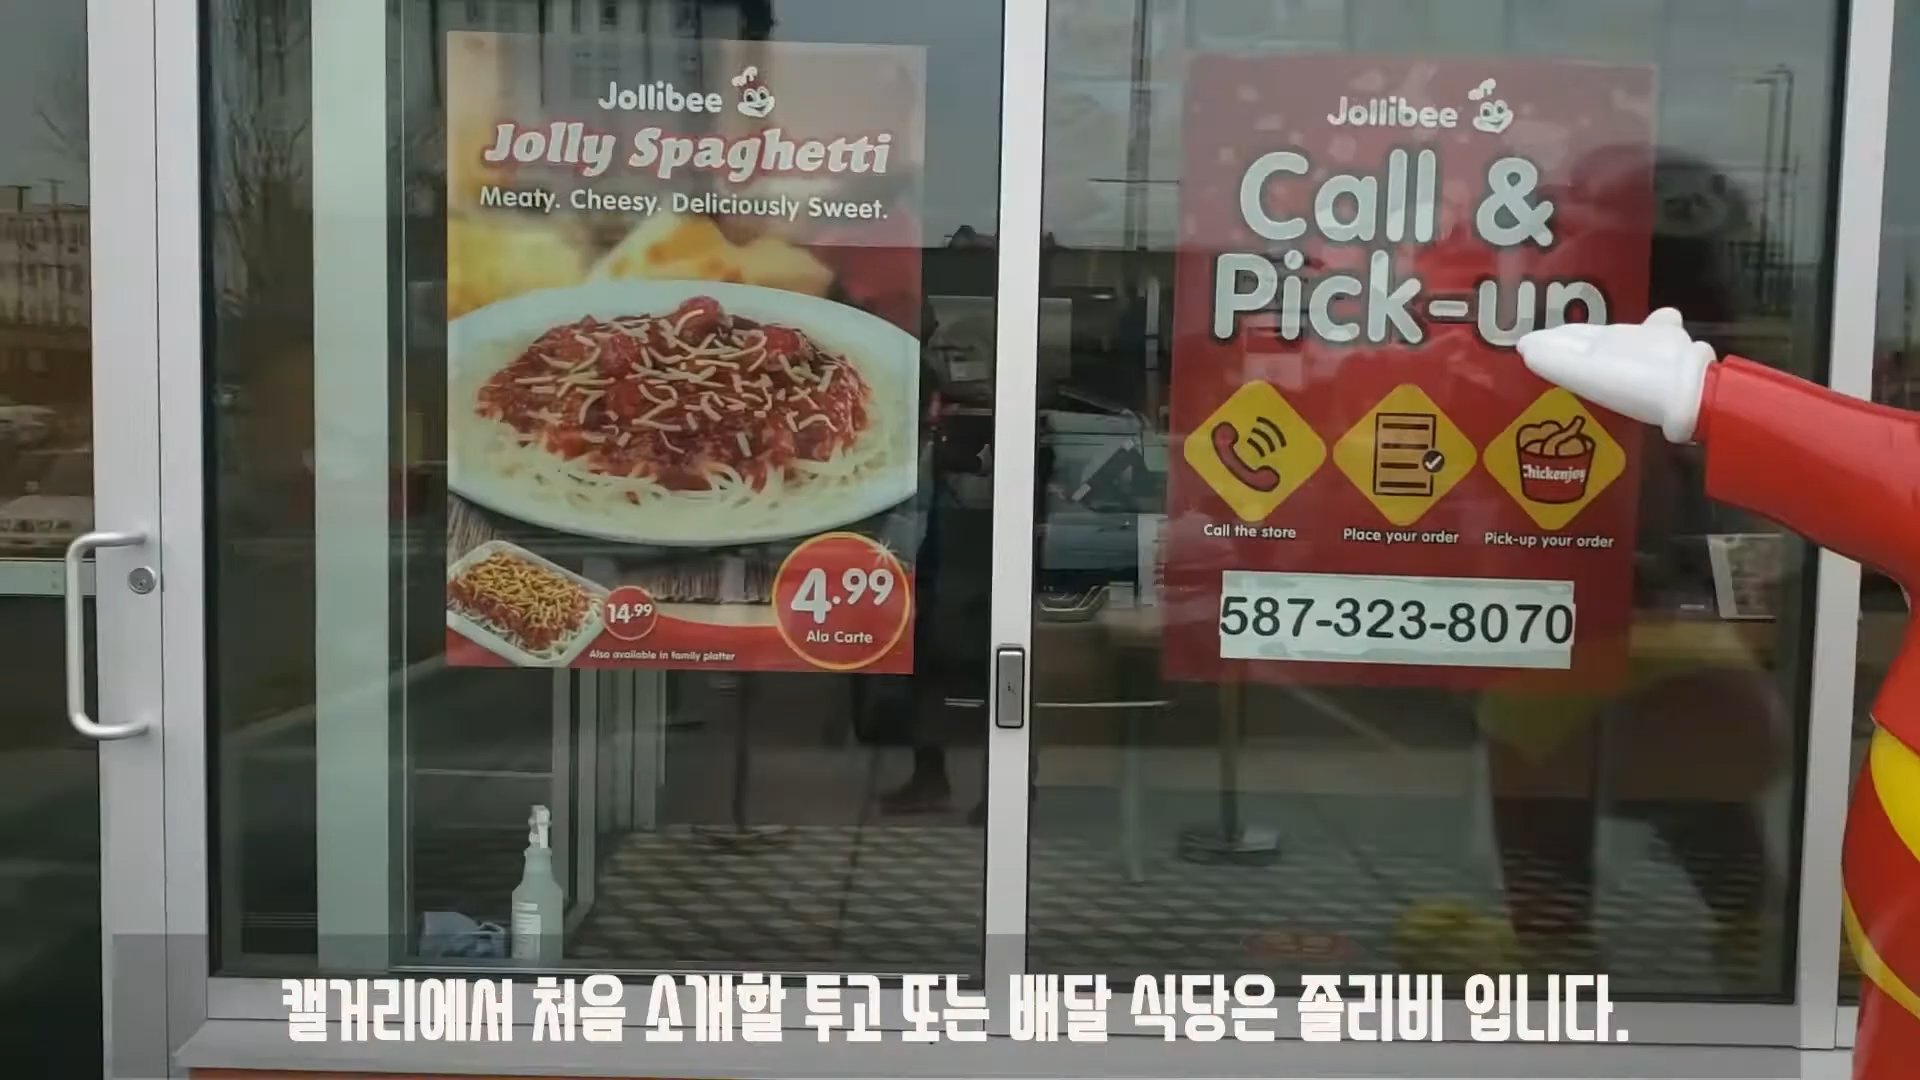 Jollibee
Jolly Spaghetti
Meaty. Cheesy. Deliciously Sweet.
14.99
4.99
Ala Carte
Also available in family platter
Jollibee
Call &
Pick-up
Chickenjoy
Call the store
Place your order
Pick-up your order
587-323-8070
캘거리에서 처음 소개할 투고 또는 배달 식당은 졸리비 입니다.